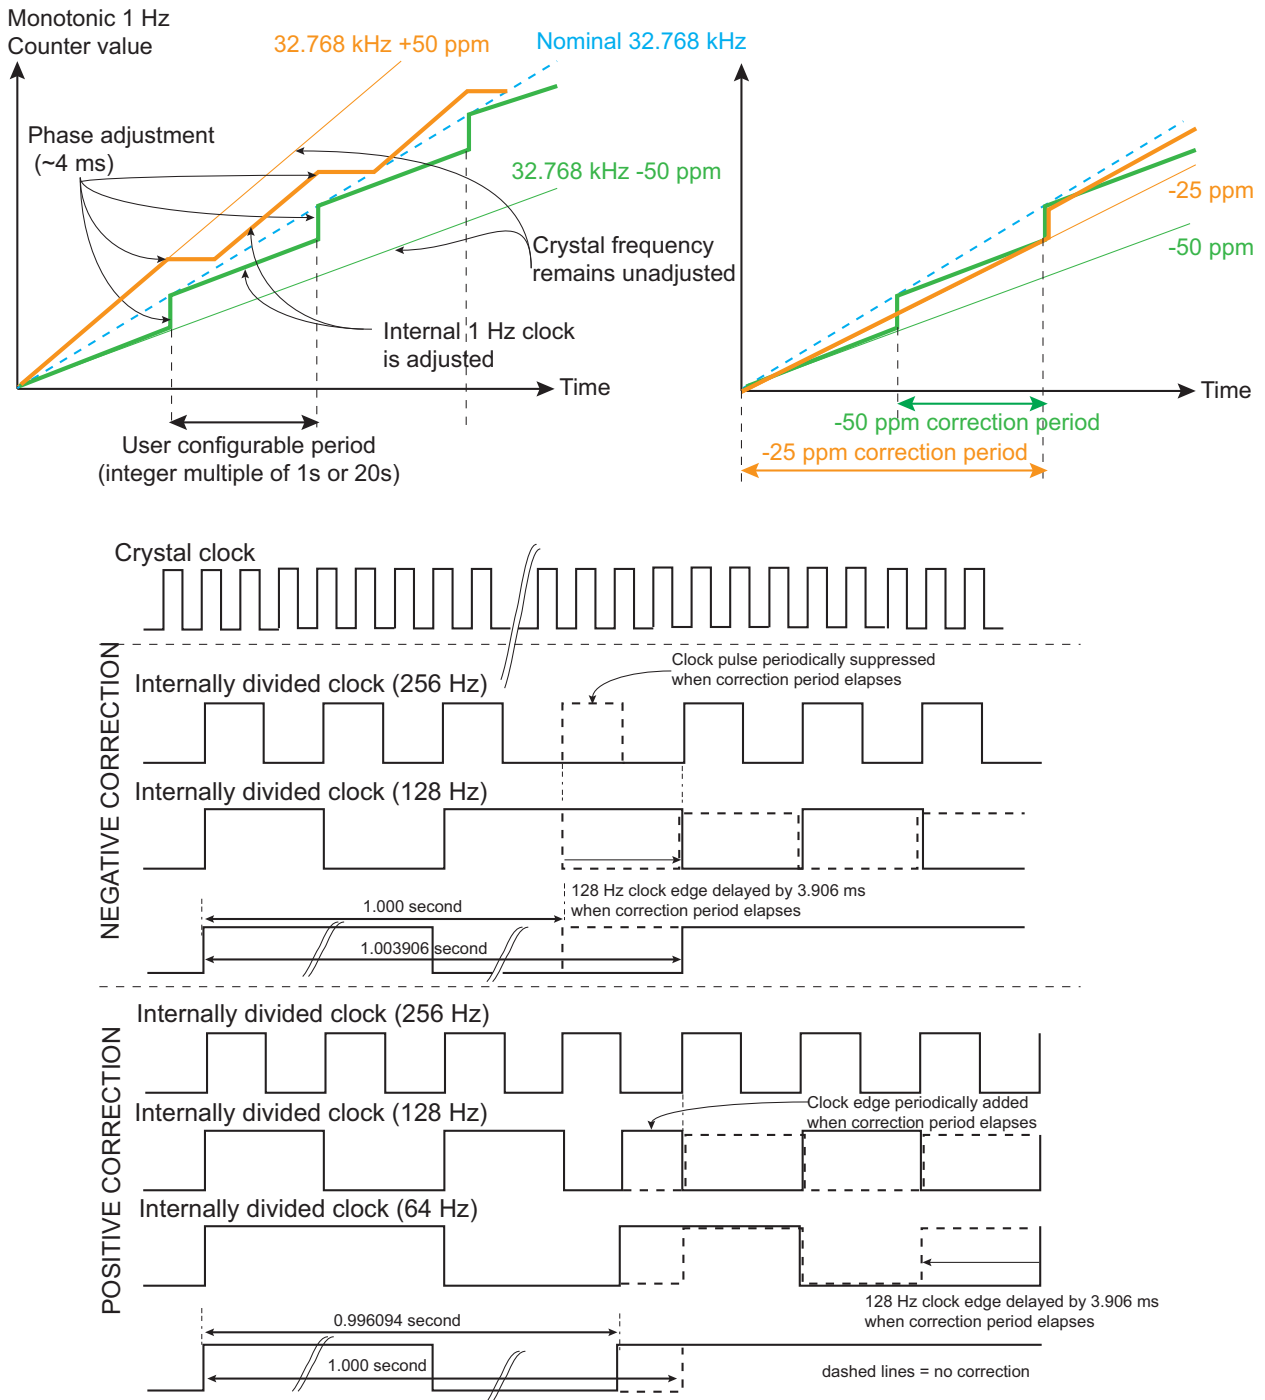 Monotonic 1 Hz
Counter value
32.768 kHz +50 ppm
Nominal 32.768 kHz
Phase adjustment
(~4 ms)
32.768 kHz -50 ppm
Crystal frequency
remains unadjusted
Internal 1 Hz clock
is adjusted
Time
User configurable period
(integer multiple of 1s or 20s)
-25 ppm
-50 ppm
Time
-50 ppm correction period
-25 ppm correction period
Crystal clock
NEGATIVE CORRECTION
Internally divided clock (256 Hz)
Clock pulse periodically suppressed
when correction period elapses
Internally divided clock (128 Hz)
128 Hz clock edge delayed by 3.906 ms
when correction period elapses
1.000 second
1.003906 second
POSITIVE CORRECTION
Internally divided clock (256 Hz)
Internally divided clock (128 Hz)
Clock edge periodically added
when correction period elapses
Internally divided clock (64 Hz)
128 Hz clock edge delayed by 3.906 ms
when correction period elapses
0.996094 second
1.000 second
dashed lines = no correction